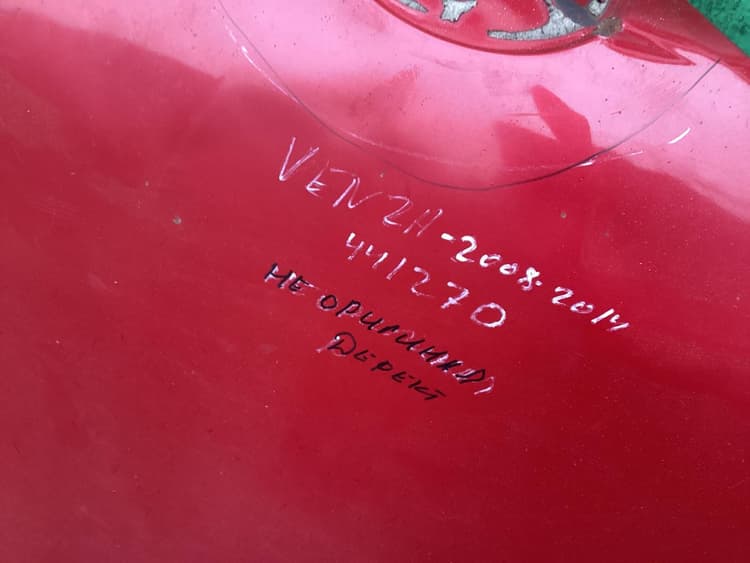 VENZA-2008-2014
441270
НЕ ОРИГИНАЛ
ДЕФЕКТ